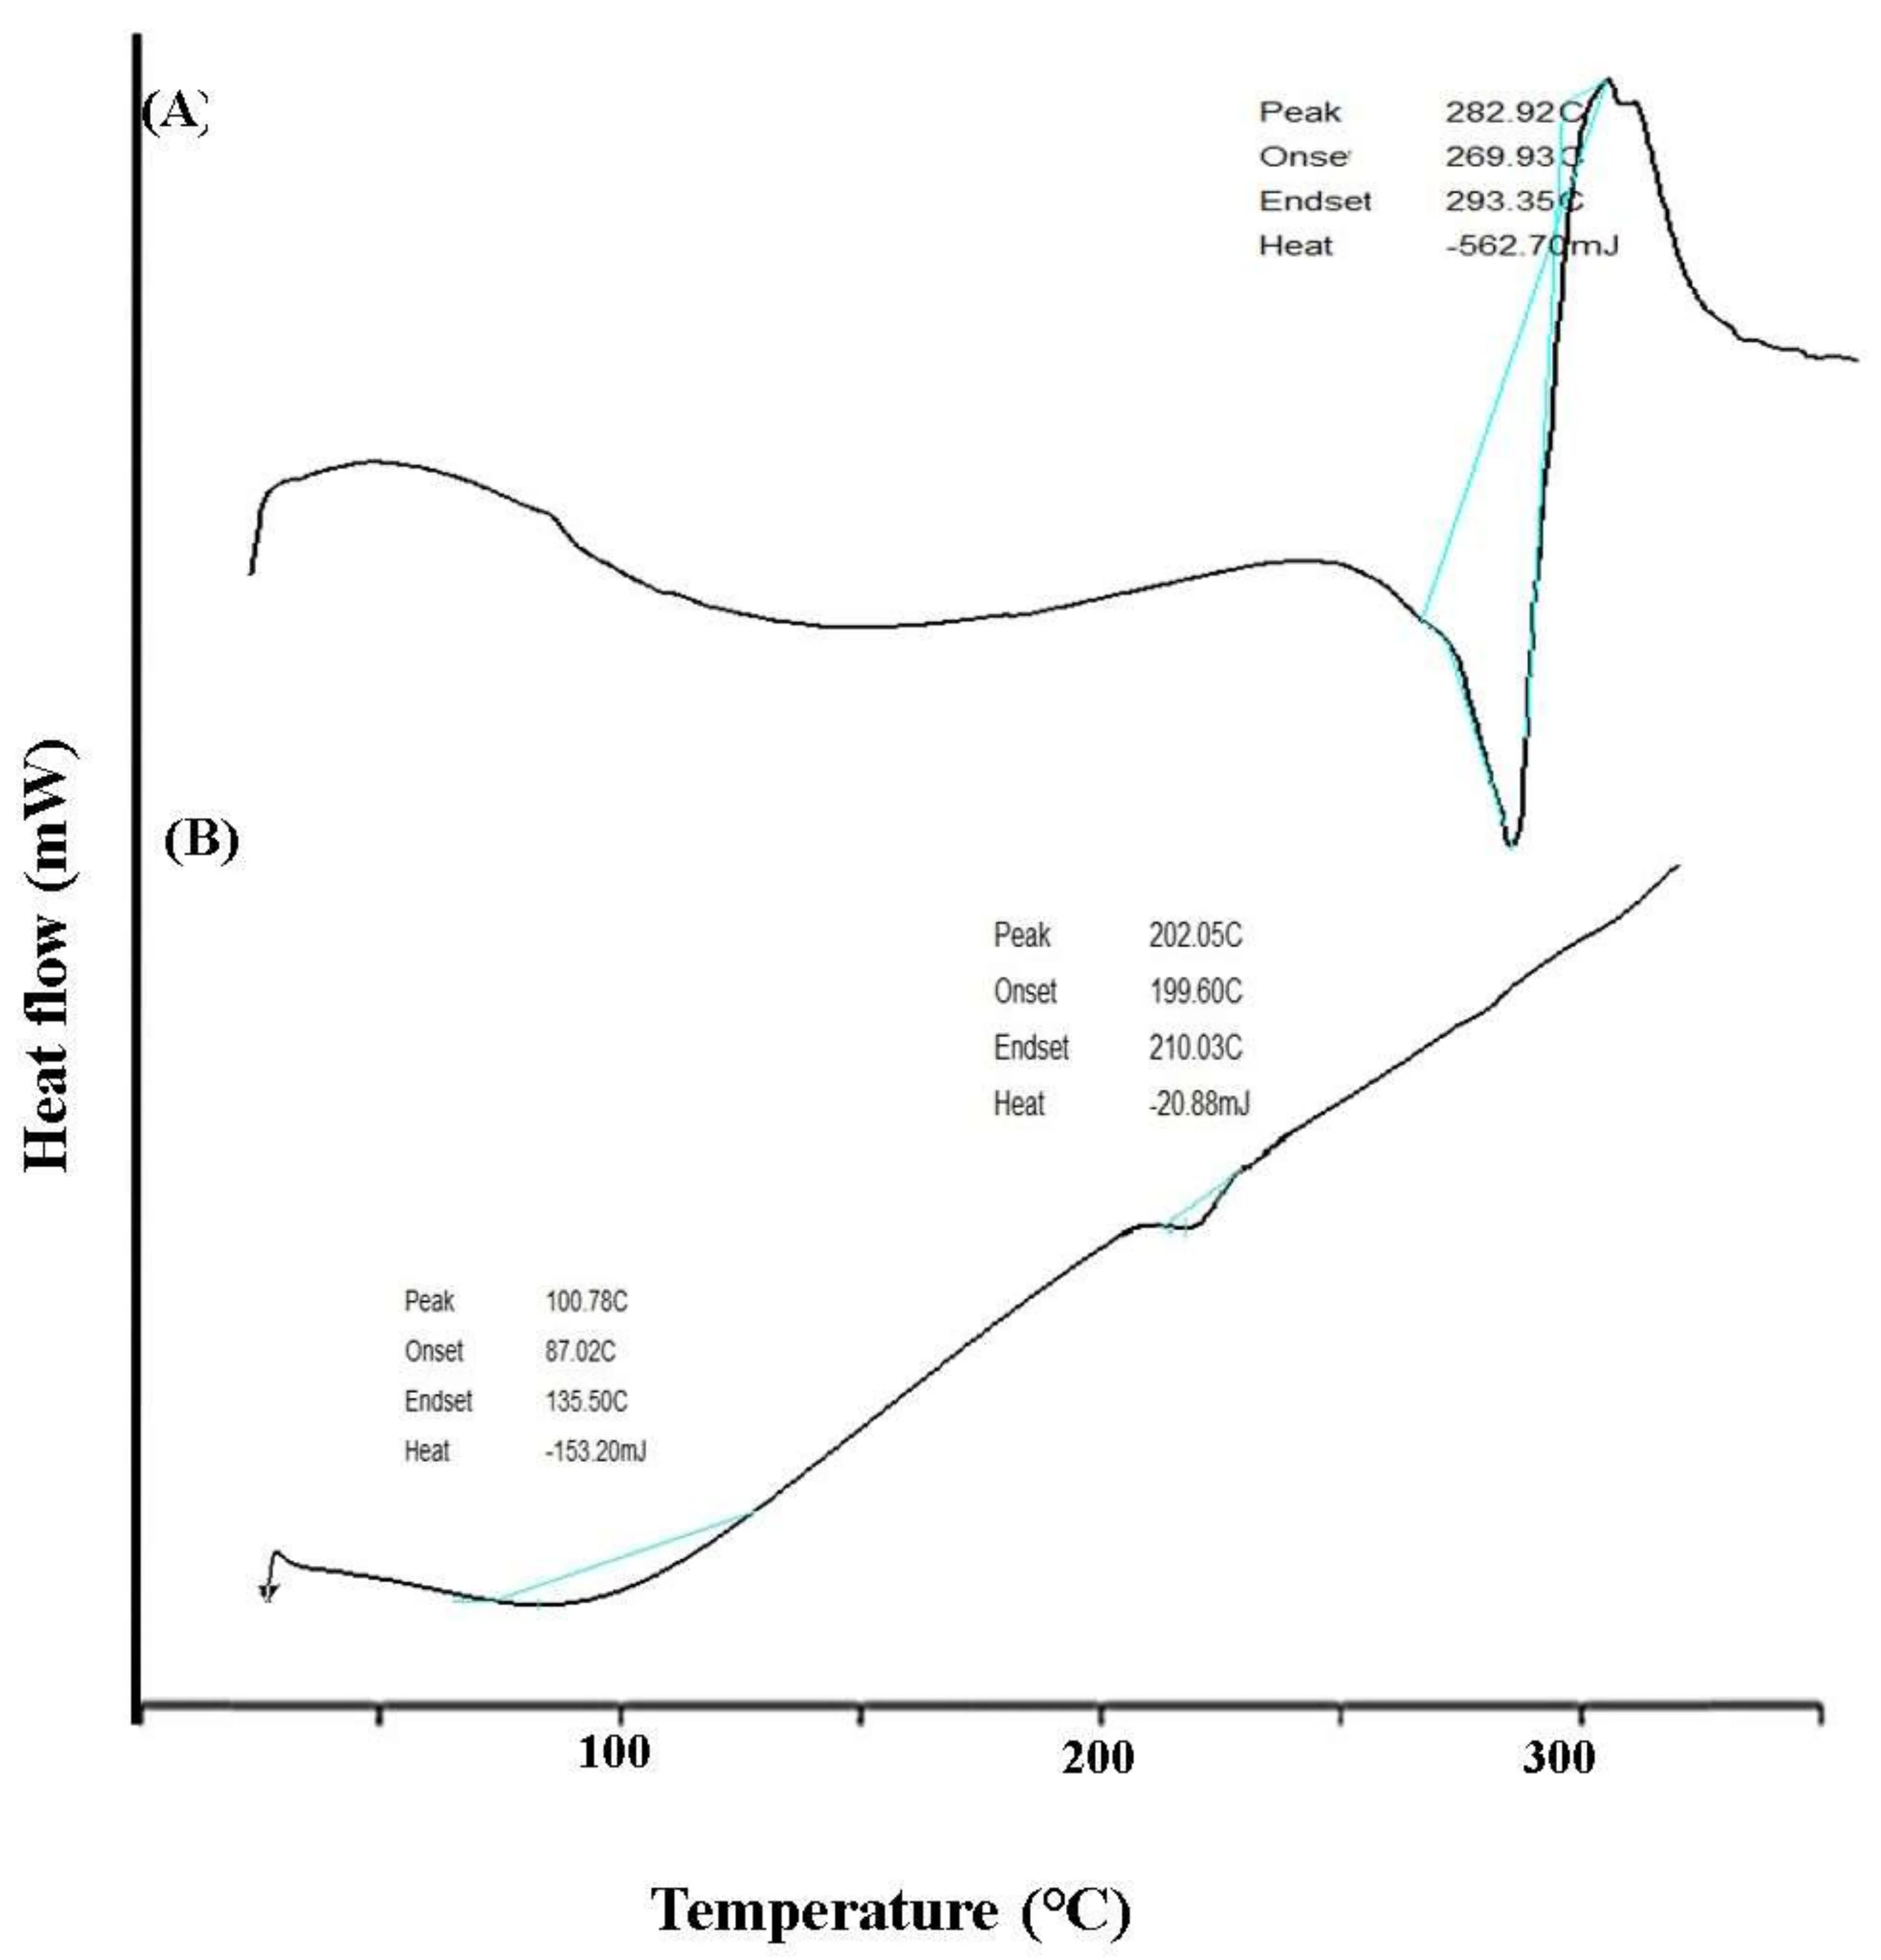 (A)
Peak 282.92C
Onse 269.93C
Endset 293.35C
Heat -562.70mJ
Heat flow (mW)
(B)
Peak 202.05C
Onset 199.60C
Endset 210.03C
Heat -20.88mJ
Peak 100.78C
Onset 87.02C
Endset 135.50C
Heat -153.20mJ
100 200 300
Temperature (°C)